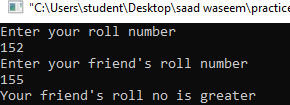 "C:\Users\student\Desktop\saad waseem\practice
Enter your roll number
152
Enter your friend's roll number
155
Your friend's roll no is greater